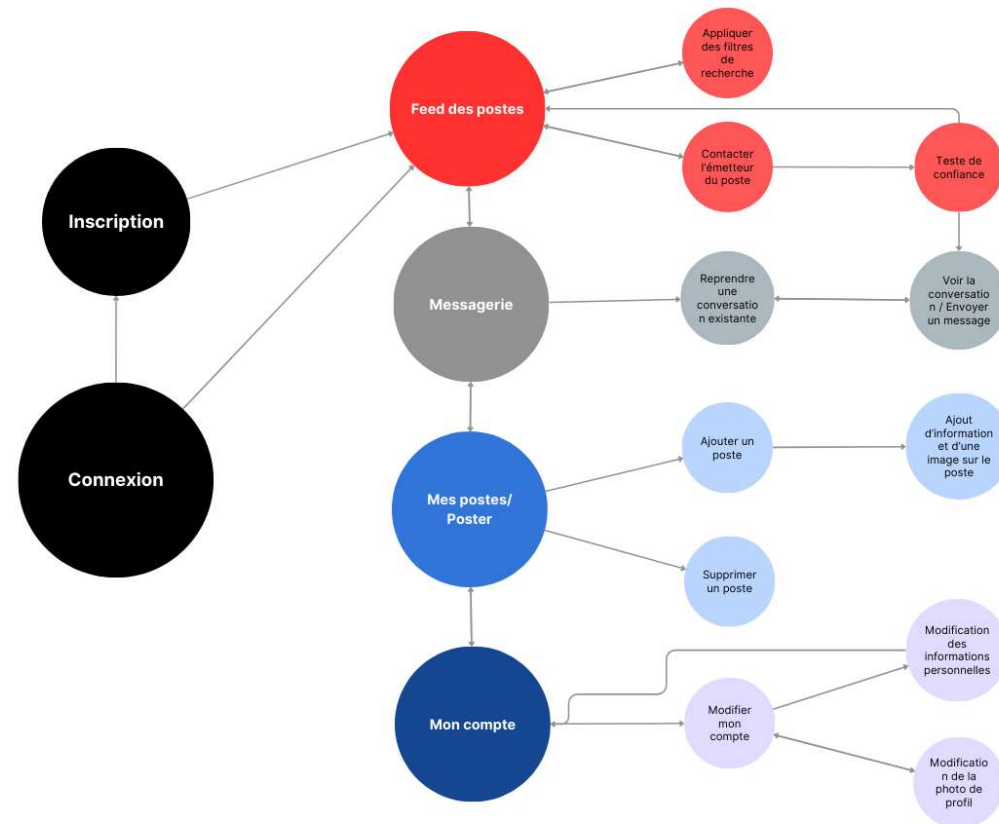 Inscription
Connexion
Feed des postes
Appliquer
des filtres
de
recherche
Contacter
l'émetteur
du poste
Teste de
confiance
Messagerie
Reprendre
une
conversatio
n existante
Voir la
conversatio
n / Envoyer
un message
Mes postes/
Poster
Ajouter un
poste
Ajout
d'information
et d'une
image sur le
poste
Supprimer
un poste
Mon compte
Modifier
mon
compte
Modification
des
informations
personnelles
Modificatio
n de la
photo de
profil